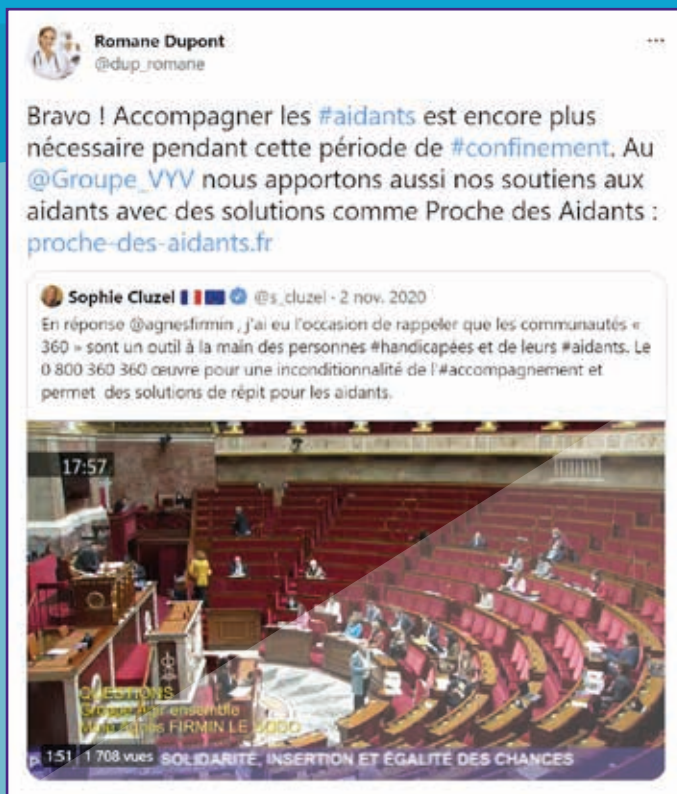 Romane Dupont
@dup_romane
Bravo ! Accompagner les #aidants est encore plus
nécessaire pendant cette période de #confinement. Au
@Groupe_VYV nous apportons aussi nos soutiens aux
aidants avec des solutions comme Proche des Aidants :
proche-des-aidants.fr
Sophie Cluzel @s_cluzel - 2 nov. 2020
En réponse @agnesfirmin , j'ai eu l'occasion de rappeler que les communautés «
360 » sont un outil à la main des personnes #handicapées et de leurs #aidants. Le
0 800 360 360 œuvre pour une inconditionnalité de l'#accompagnement et
permet des solutions de répit pour les aidants.
17:57
QUESTIONS
Groupe Agir ensemble
Mme Agnès FIRMIN LE BODO
1:51 1 708 vues SOLIDARITÉ, INSERTION ET ÉGALITÉ DES CHANCES